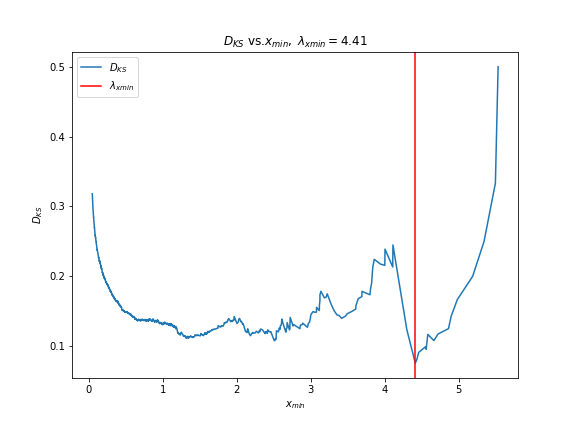 D_KS vs.x_min, λ_xmin = 4.41
D_KS
λ_xmin
0.5
0.4
0.3
0.2
0.1
D_KS
0 1 2 3 4 5
x_min